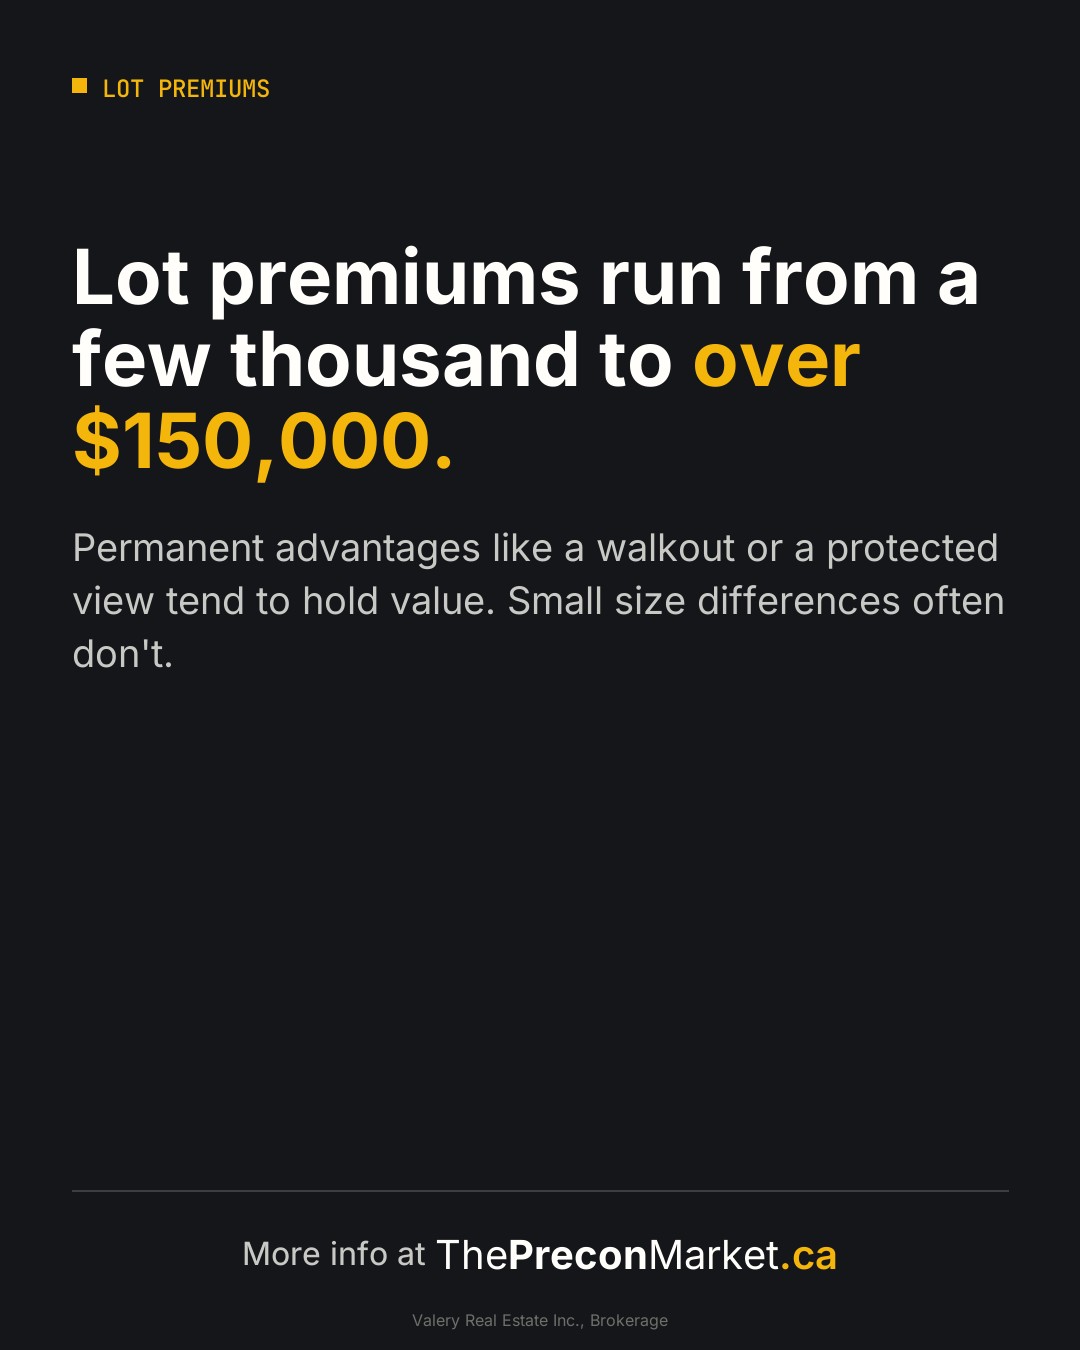 LOT PREMIUMS
Lot premiums run from a
few thousand to over
$150,000.
Permanent advantages like a walkout or a protected
view tend to hold value. Small size differences often
don't.
More info at ThePreconMarket.ca
Valery Real Estate Inc., Brokerage